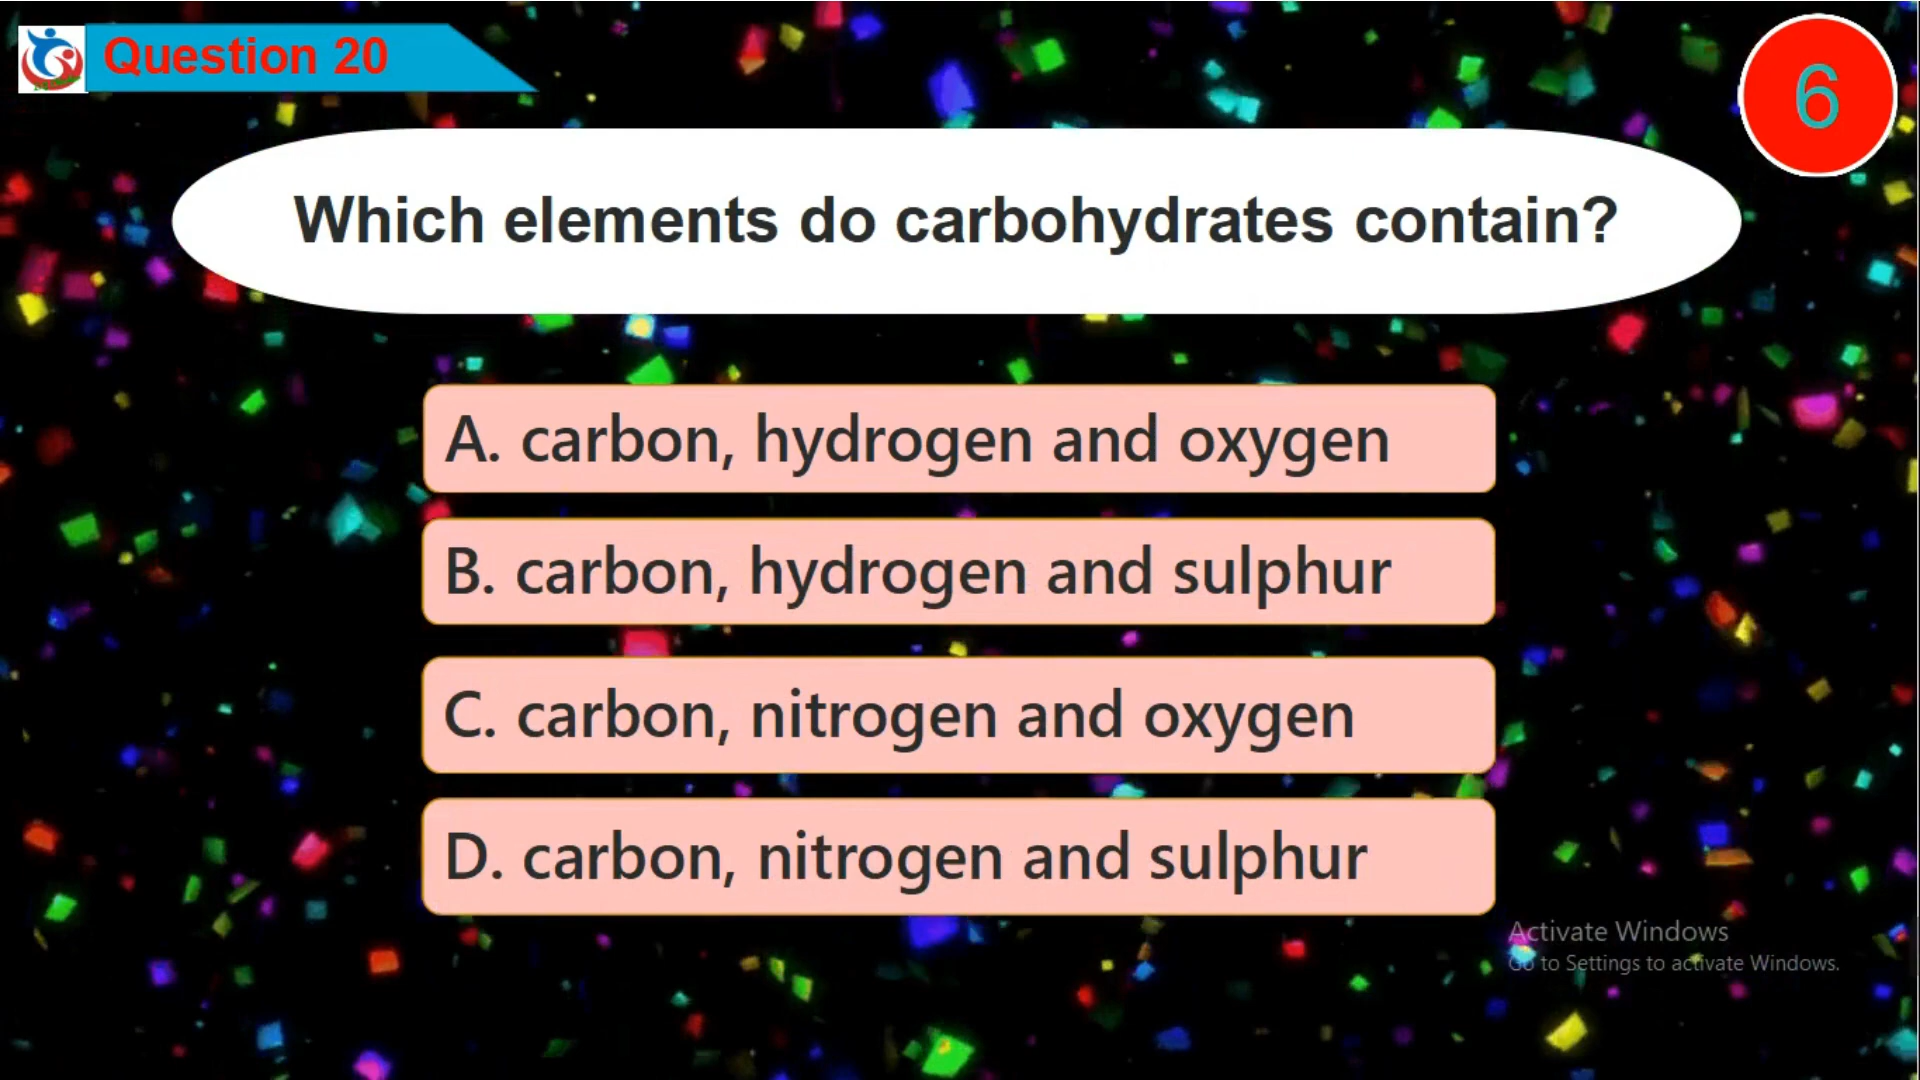 Question 20
6
Which elements do carbohydrates contain?
A. carbon, hydrogen and oxygen
B. carbon, hydrogen and sulphur
C. carbon, nitrogen and oxygen
D. carbon, nitrogen and sulphur
Activate Windows
Go to Settings to activate Windows.